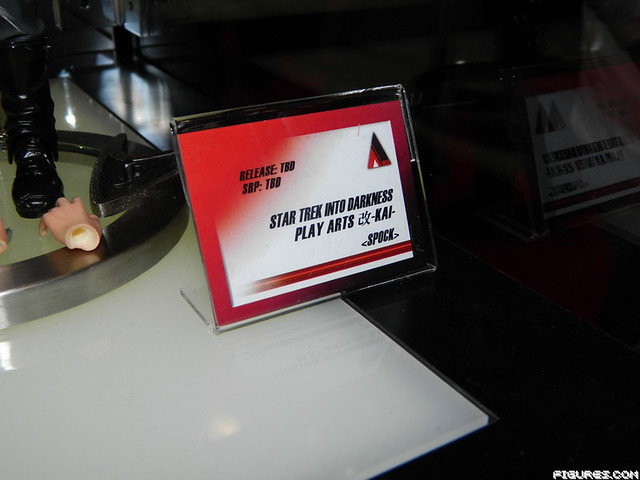 RELEASE: TBD
SRP: TBD
STAR TREK INTO DARKNESS
PLAY ARTS 改-KAI-
<SPOCK>
FIGURES.COM